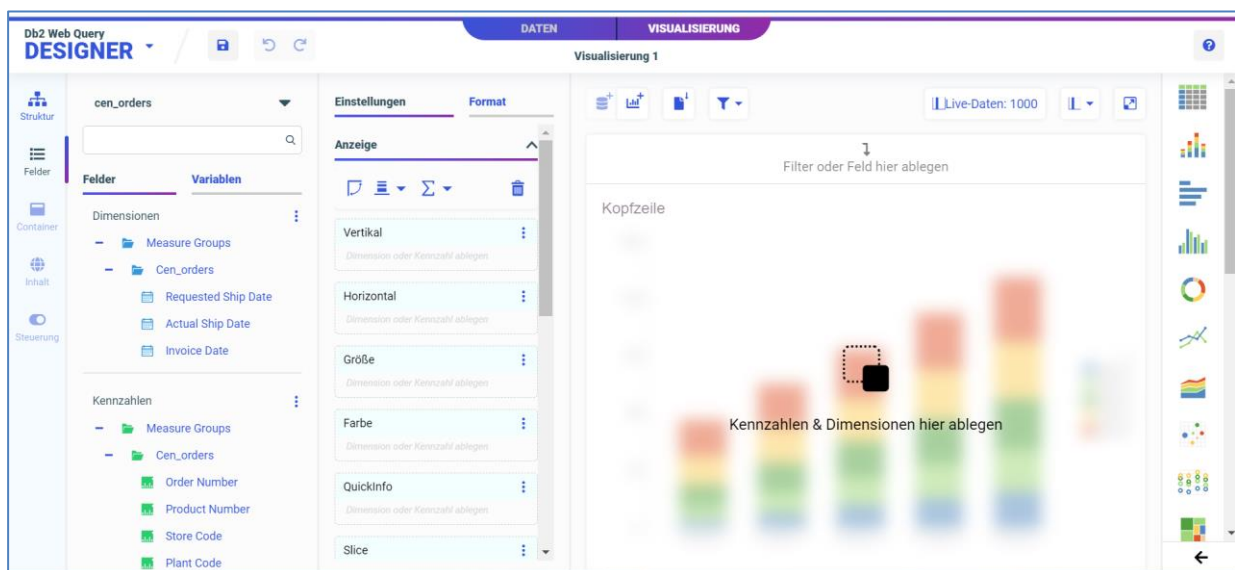 Db2 Web Query
DESIGNER
DATEN
VISUALISIERUNG
Visualisierung 1
Struktur
Felder
Container
Inhalt
Steuerung
cen_orders
Felder
Variablen
Dimensionen
Measure Groups
Cen_orders
Requested Ship Date
Actual Ship Date
Invoice Date
Kennzahlen
Measure Groups
Cen_orders
Order Number
Product Number
Store Code
Plant Code
Einstellungen
Format
Anzeige
Vertikal
Dimension oder Kennzahl ablegen
Horizontal
Dimension oder Kennzahl ablegen
Größe
Dimension oder Kennzahl ablegen
Farbe
Dimension oder Kennzahl ablegen
QuickInfo
Dimension oder Kennzahl ablegen
Slice
Live-Daten: 1000
Filter oder Feld hier ablegen
Kopfzeile
Kennzahlen & Dimensionen hier ablegen